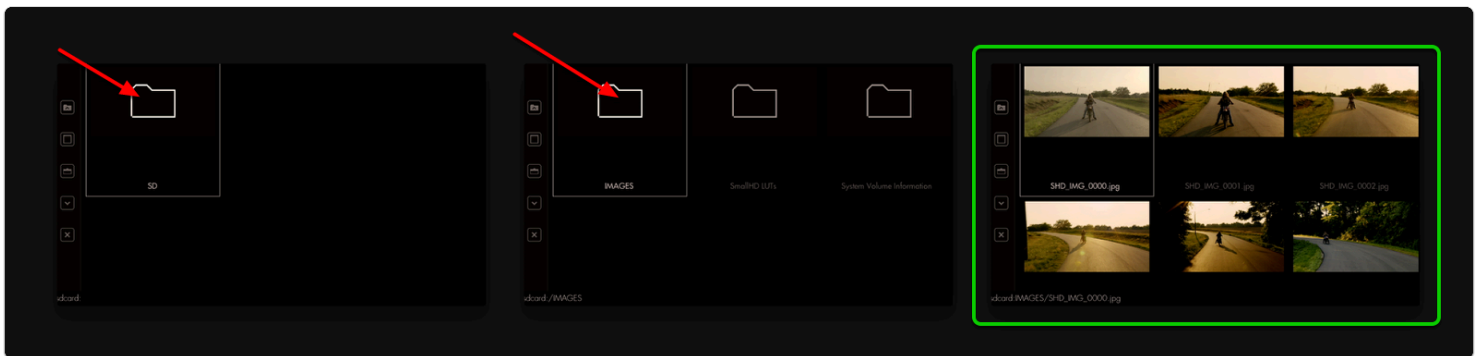 SD
dcard:
IMAGES
SmallHD LUTs
System Volume Information
dcard:/IMAGES
SHD_IMG_0000.jpg
SHD_IMG_0001.jpg
SHD_IMG_0002.jpg
dcard:IMAGES/SHD_IMG_0000.jpg